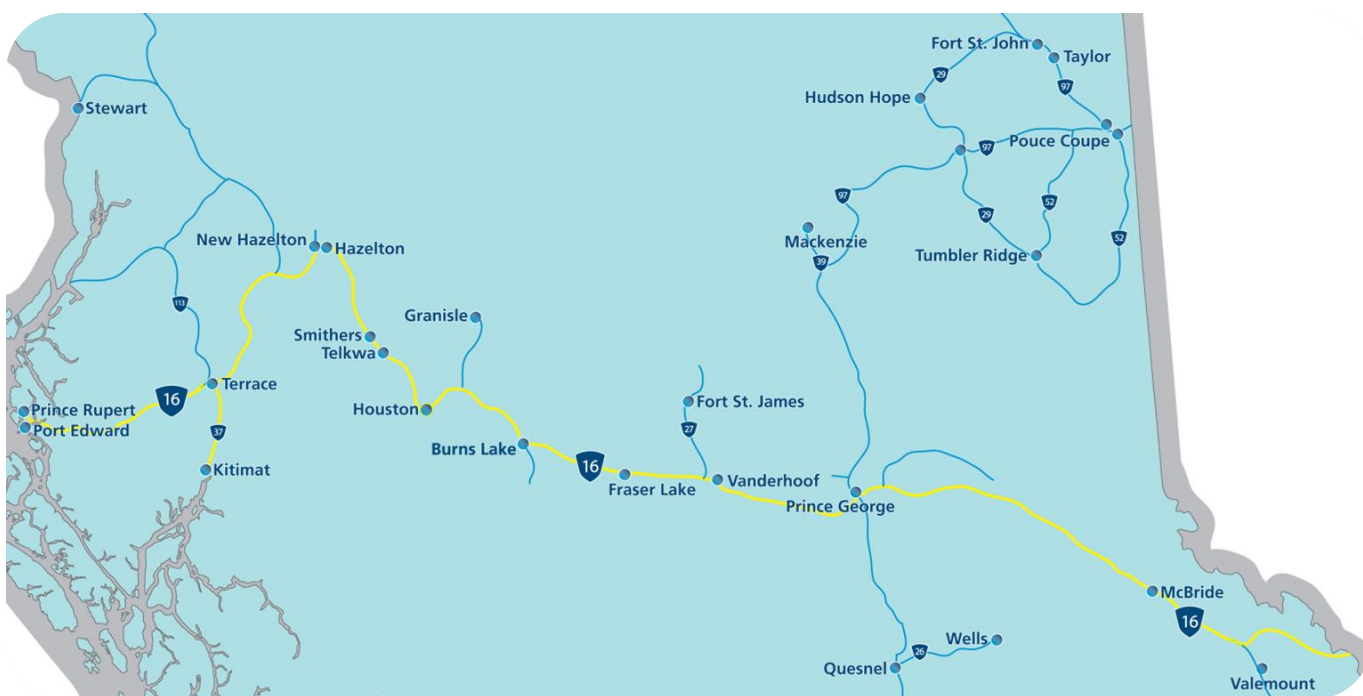 Fort St. John
Taylor
29
97
Hudson Hope
Stewart
Pouce Coupe
97
97
52
29
New Hazelton
Hazelton
Mackenzie
52
Tumbler Ridge
39
113
Granisle
Smithers
Telkwa
Terrace
16
Prince Rupert
Port Edward
Houston
Fort St. James
27
37
Burns Lake
Kitimat
16
Fraser Lake
Vanderhoof
Prince George
McBride
16
Wells
26
Quesnel
Valemount